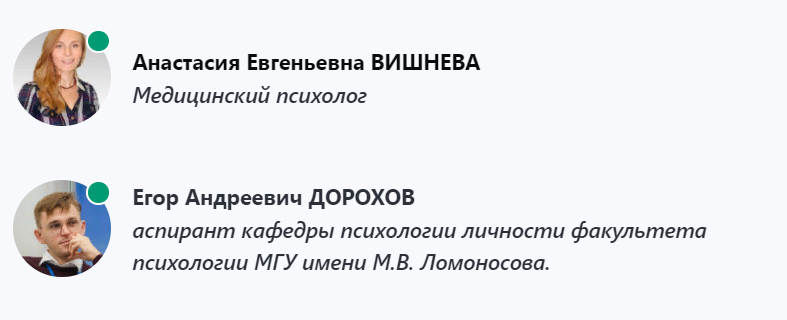 Анастасия Евгеньевна ВИШНЕВА
Медицинский психолог
Егор Андреевич ДОРОХОВ
аспирант кафедры психологии личности факультета
психологии МГУ имени М.В. Ломоносова.